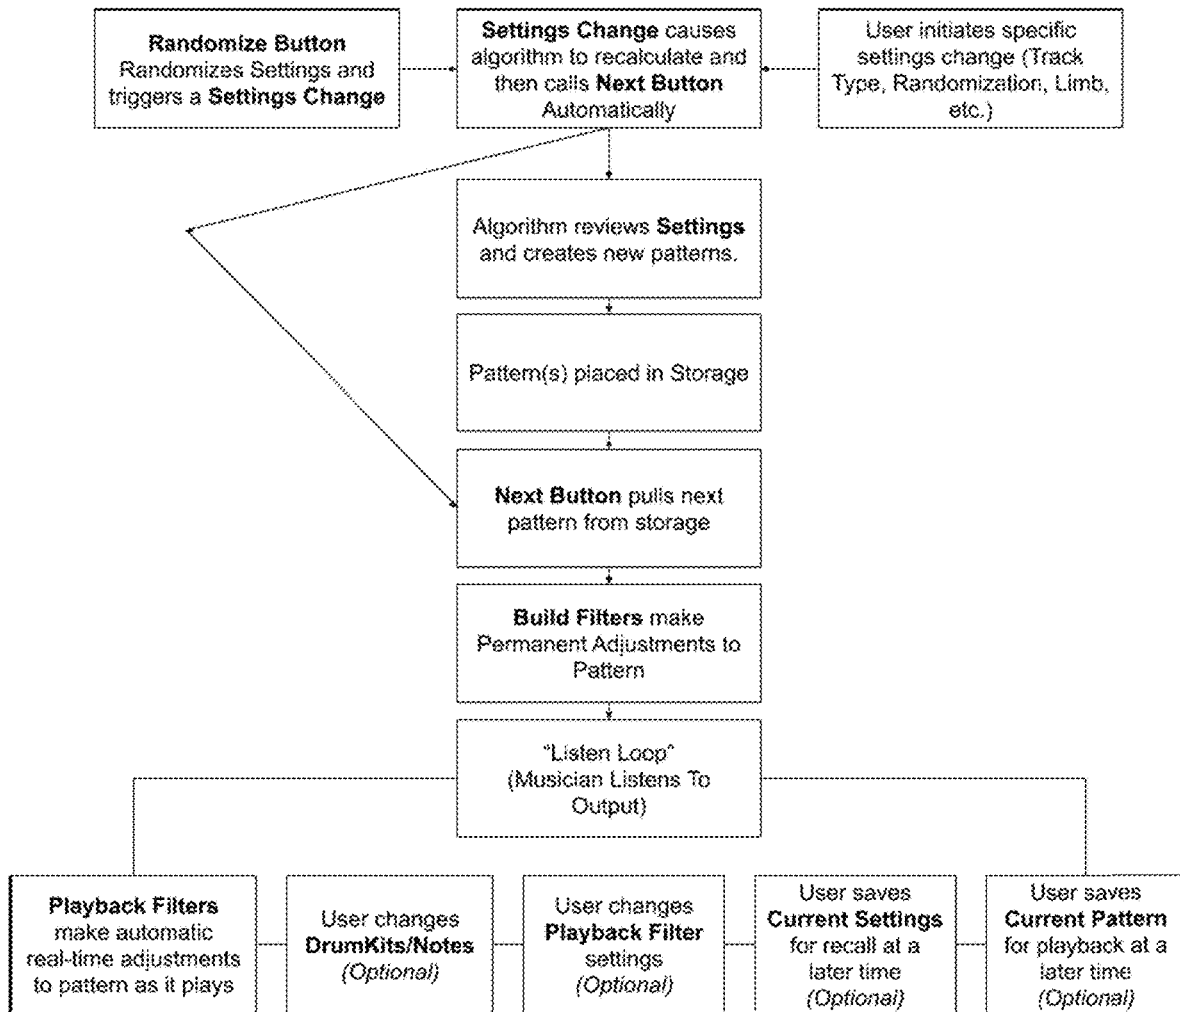 Randomize Button
Randomizes Settings and
triggers a Settings Change
Settings Change causes
algorithm to recalculate and
then calls Next Button
Automatically
User initiates specific
settings change (Track
Type, Randomization, Limb,
etc.)
Algorithm reviews Settings
and creates new patterns.
Pattern(s) placed in Storage
Next Button pulls next
pattern from storage
Build Filters make
Permanent Adjustments to
Pattern
“Listen Loop”
(Musician Listens To
Output)
Playback Filters
make automatic
real-time adjustments
to pattern as it plays
User changes
DrumKits/Notes
(Optional)
User changes
Playback Filter
settings
(Optional)
User saves
Current Settings
for recall at a
later time
(Optional)
User saves
Current Pattern
for playback at a
later time
(Optional)